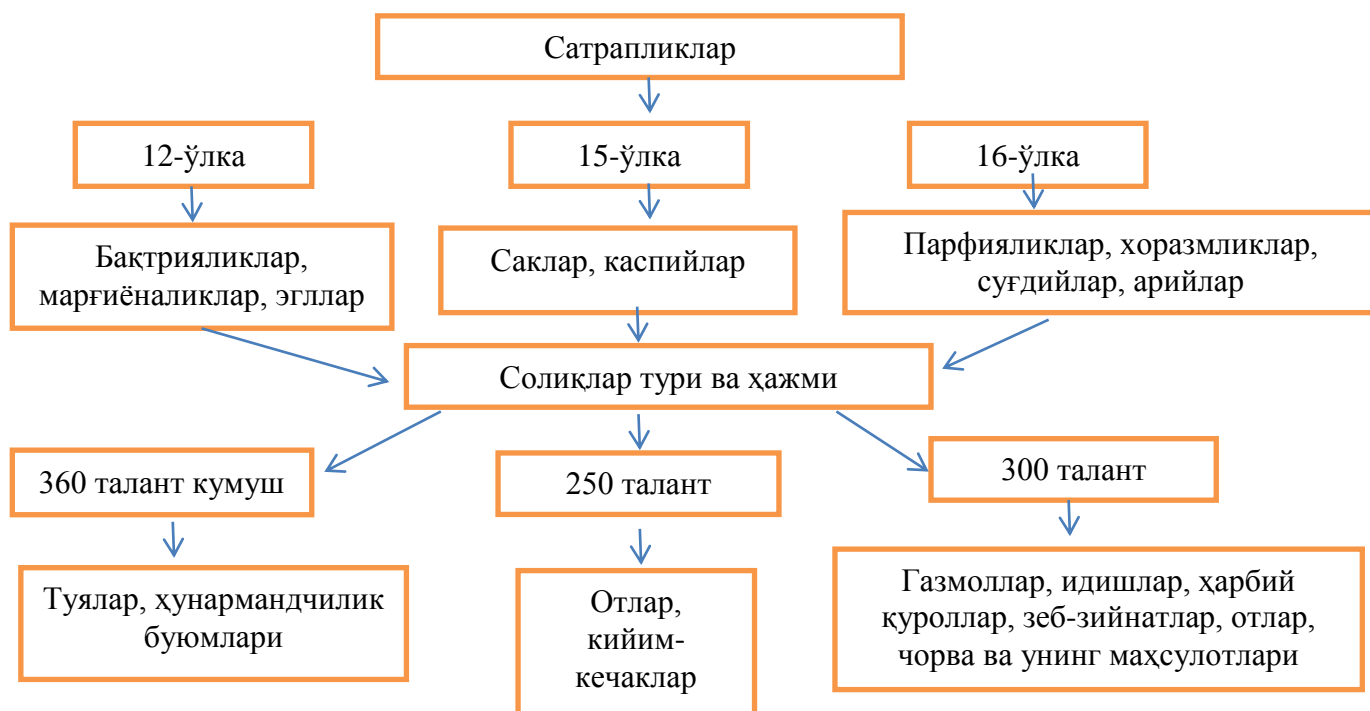 Сатрапликлар
12-ўлка
15-ўлка
16-ўлка
Бақтрияликлар,
марғиёналиклар, эгллар
Саклар, каспийлар
Парфияликлар, хоразмликлар,
суғдийлар, арийлар
Солиқлар тури ва ҳажми
360 талант кумуш
250 талант
300 талант
Туялар, ҳунармандчилик
буюмлари
Отлар,
кийим-
кечаклар
Газмоллар, идишлар, ҳарбий
қуроллар, зеб-зийнатлар, отлар,
чорва ва унинг маҳсулотлари